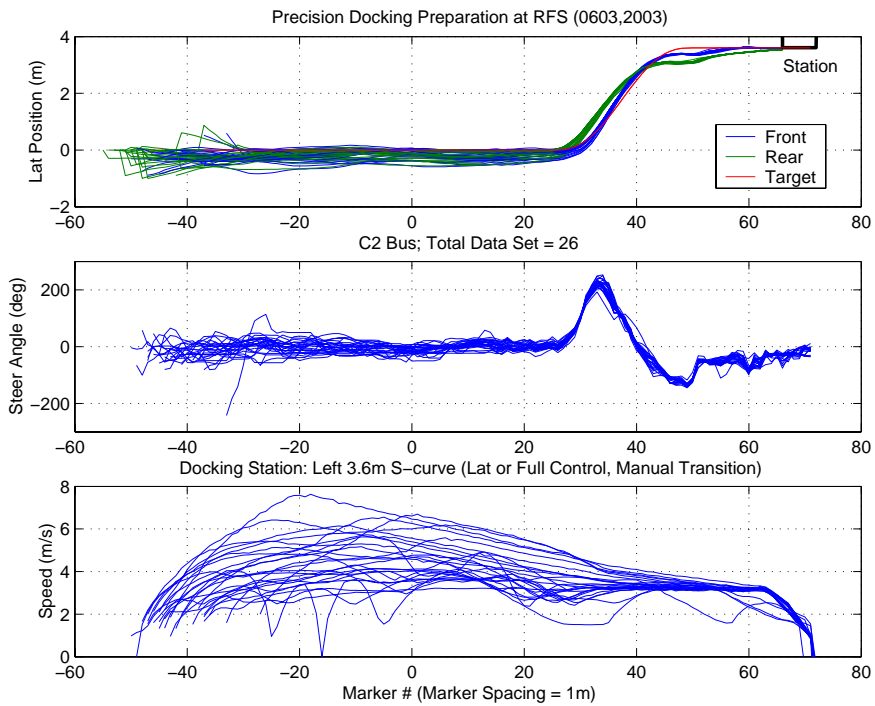 Precision Docking Preparation at RFS (0603,2003)
4
2
0
−2
Lat Position (m)
Station
Front
Rear
Target
−60 −40 −20 0 20 40 60 80
C2 Bus; Total Data Set = 26
200
0
−200
Steer Angle (deg)
−60 −40 −20 0 20 40 60 80
Docking Station: Left 3.6m S−curve (Lat or Full Control, Manual Transition)
8
6
4
2
0
Speed (m/s)
−60 −40 −20 0 20 40 60 80
Marker # (Marker Spacing = 1m)